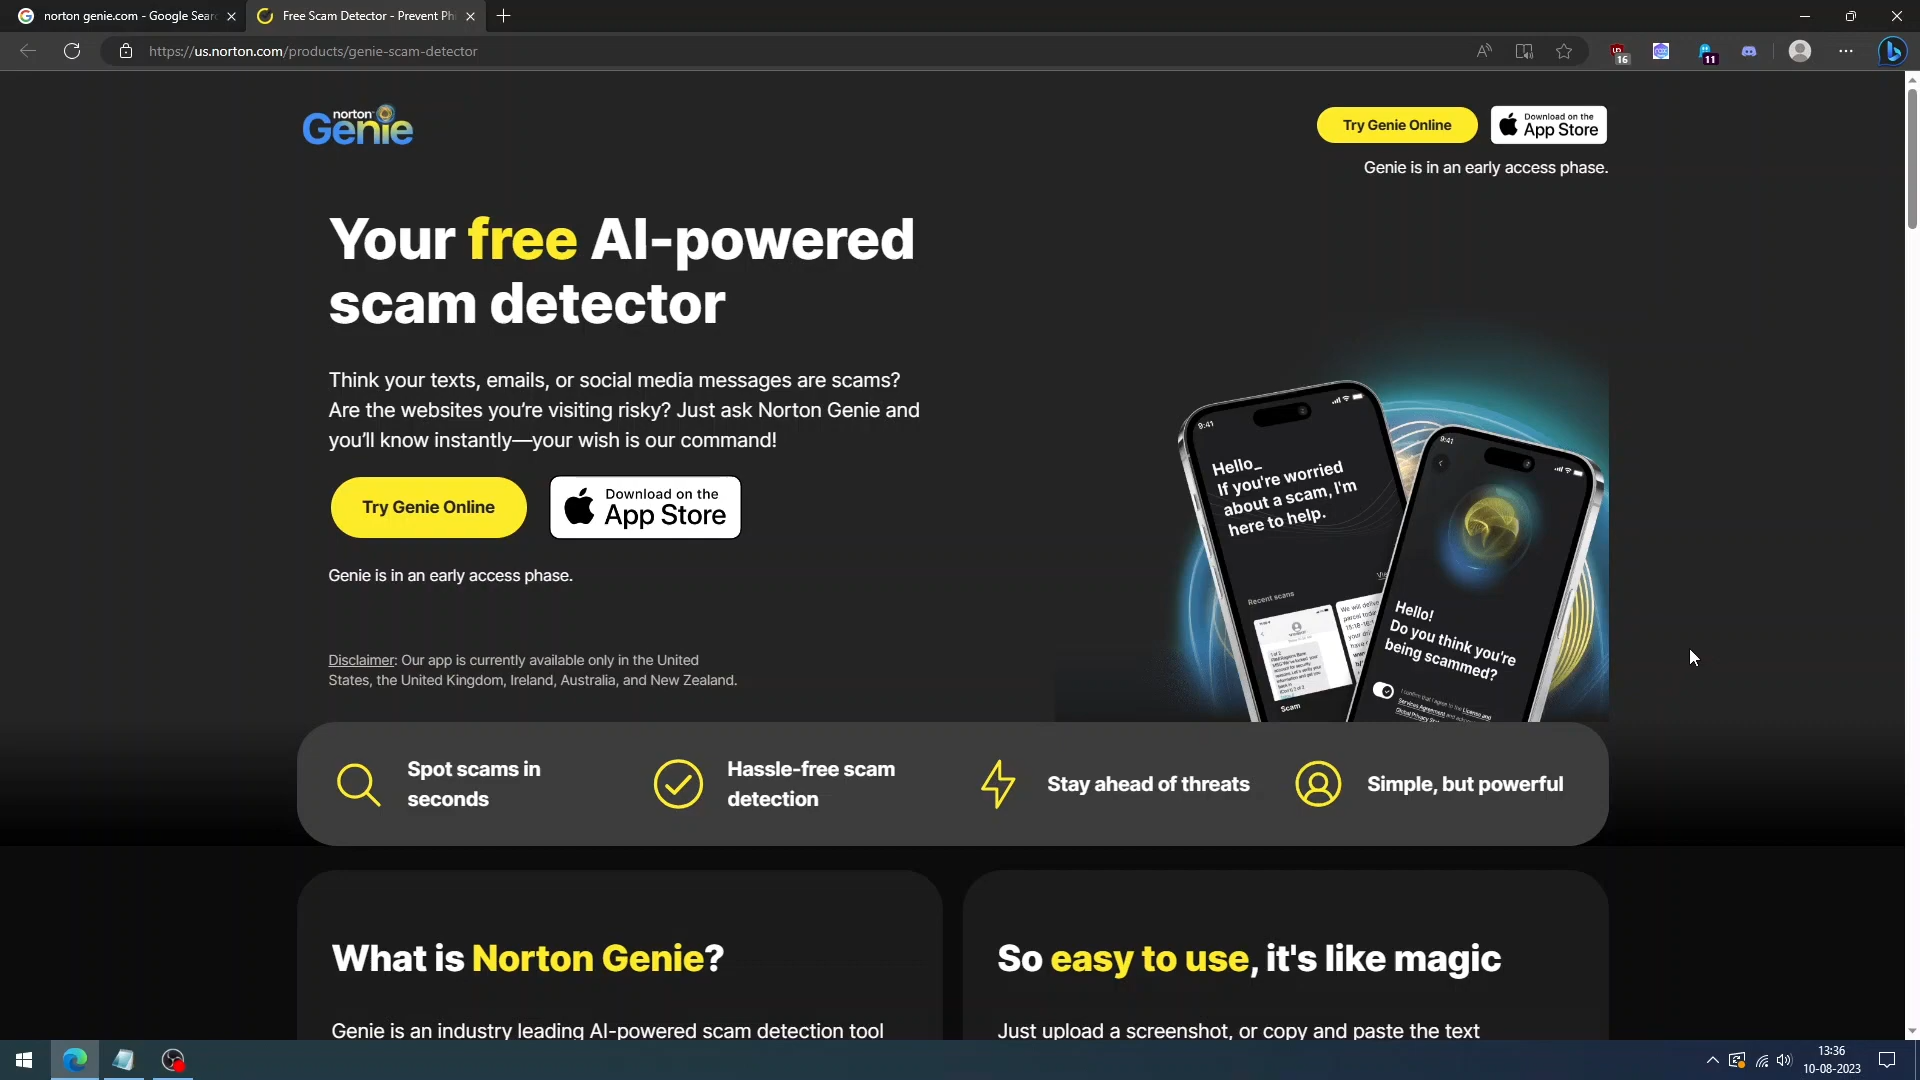 norton genie.com - Google Sear
Free Scam Detector - Prevent Phi
https://us.norton.com/products/genie-scam-detector
16
11
norton
Genie
Try Genie Online
Download on the
App Store
Genie is in an early access phase.
Your free AI-powered
scam detector
Think your texts, emails, or social media messages are scams?
Are the websites you're visiting risky? Just ask Norton Genie and
you'll know instantly—your wish is our command!
Try Genie Online
Download on the
App Store
Genie is in an early access phase.
Disclaimer: Our app is currently available only in the United
States, the United Kingdom, Ireland, Australia, and New Zealand.
9:41
Hello_
If you're worried
about a scam, I'm
here to help.
Recent scans
Scam
9:41
Hello!
Do you think you're
being scammed?
Spot scams in
seconds
Hassle-free scam
detection
Stay ahead of threats
Simple, but powerful
What is Norton Genie?
Genie is an industry leading AI-powered scam detection tool
So easy to use, it's like magic
Just upload a screenshot, or copy and paste the text
13:36
10-08-2023